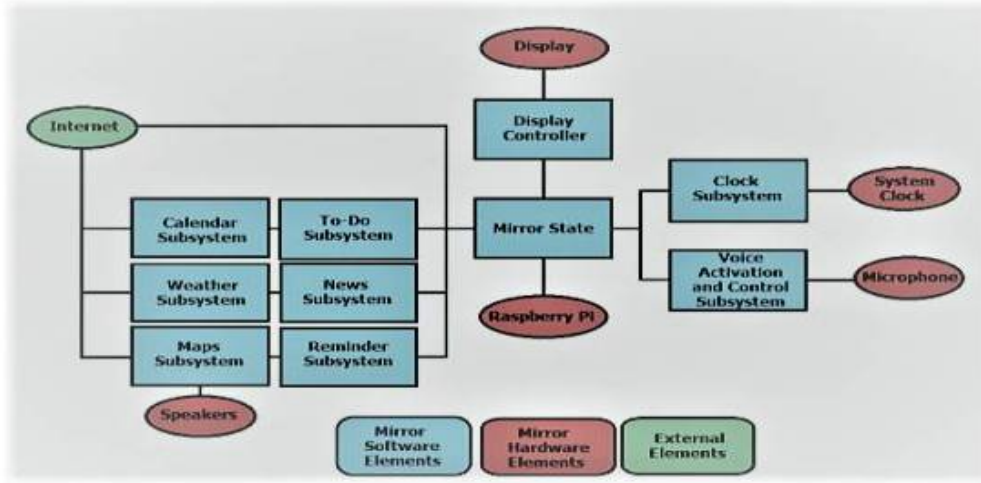 Display
Internet
Display
Controller
Clock
Subsystem
System
Clock
Calendar
Subsystem
To-Do
Subsystem
Mirror State
Weather
Subsystem
News
Subsystem
Voice
Activation
and Control
Subsystem
Microphone
Raspberry Pi
Maps
Subsystem
Reminder
Subsystem
Speakers
Mirror
Software
Elements
Mirror
Hardware
Elements
External
Elements